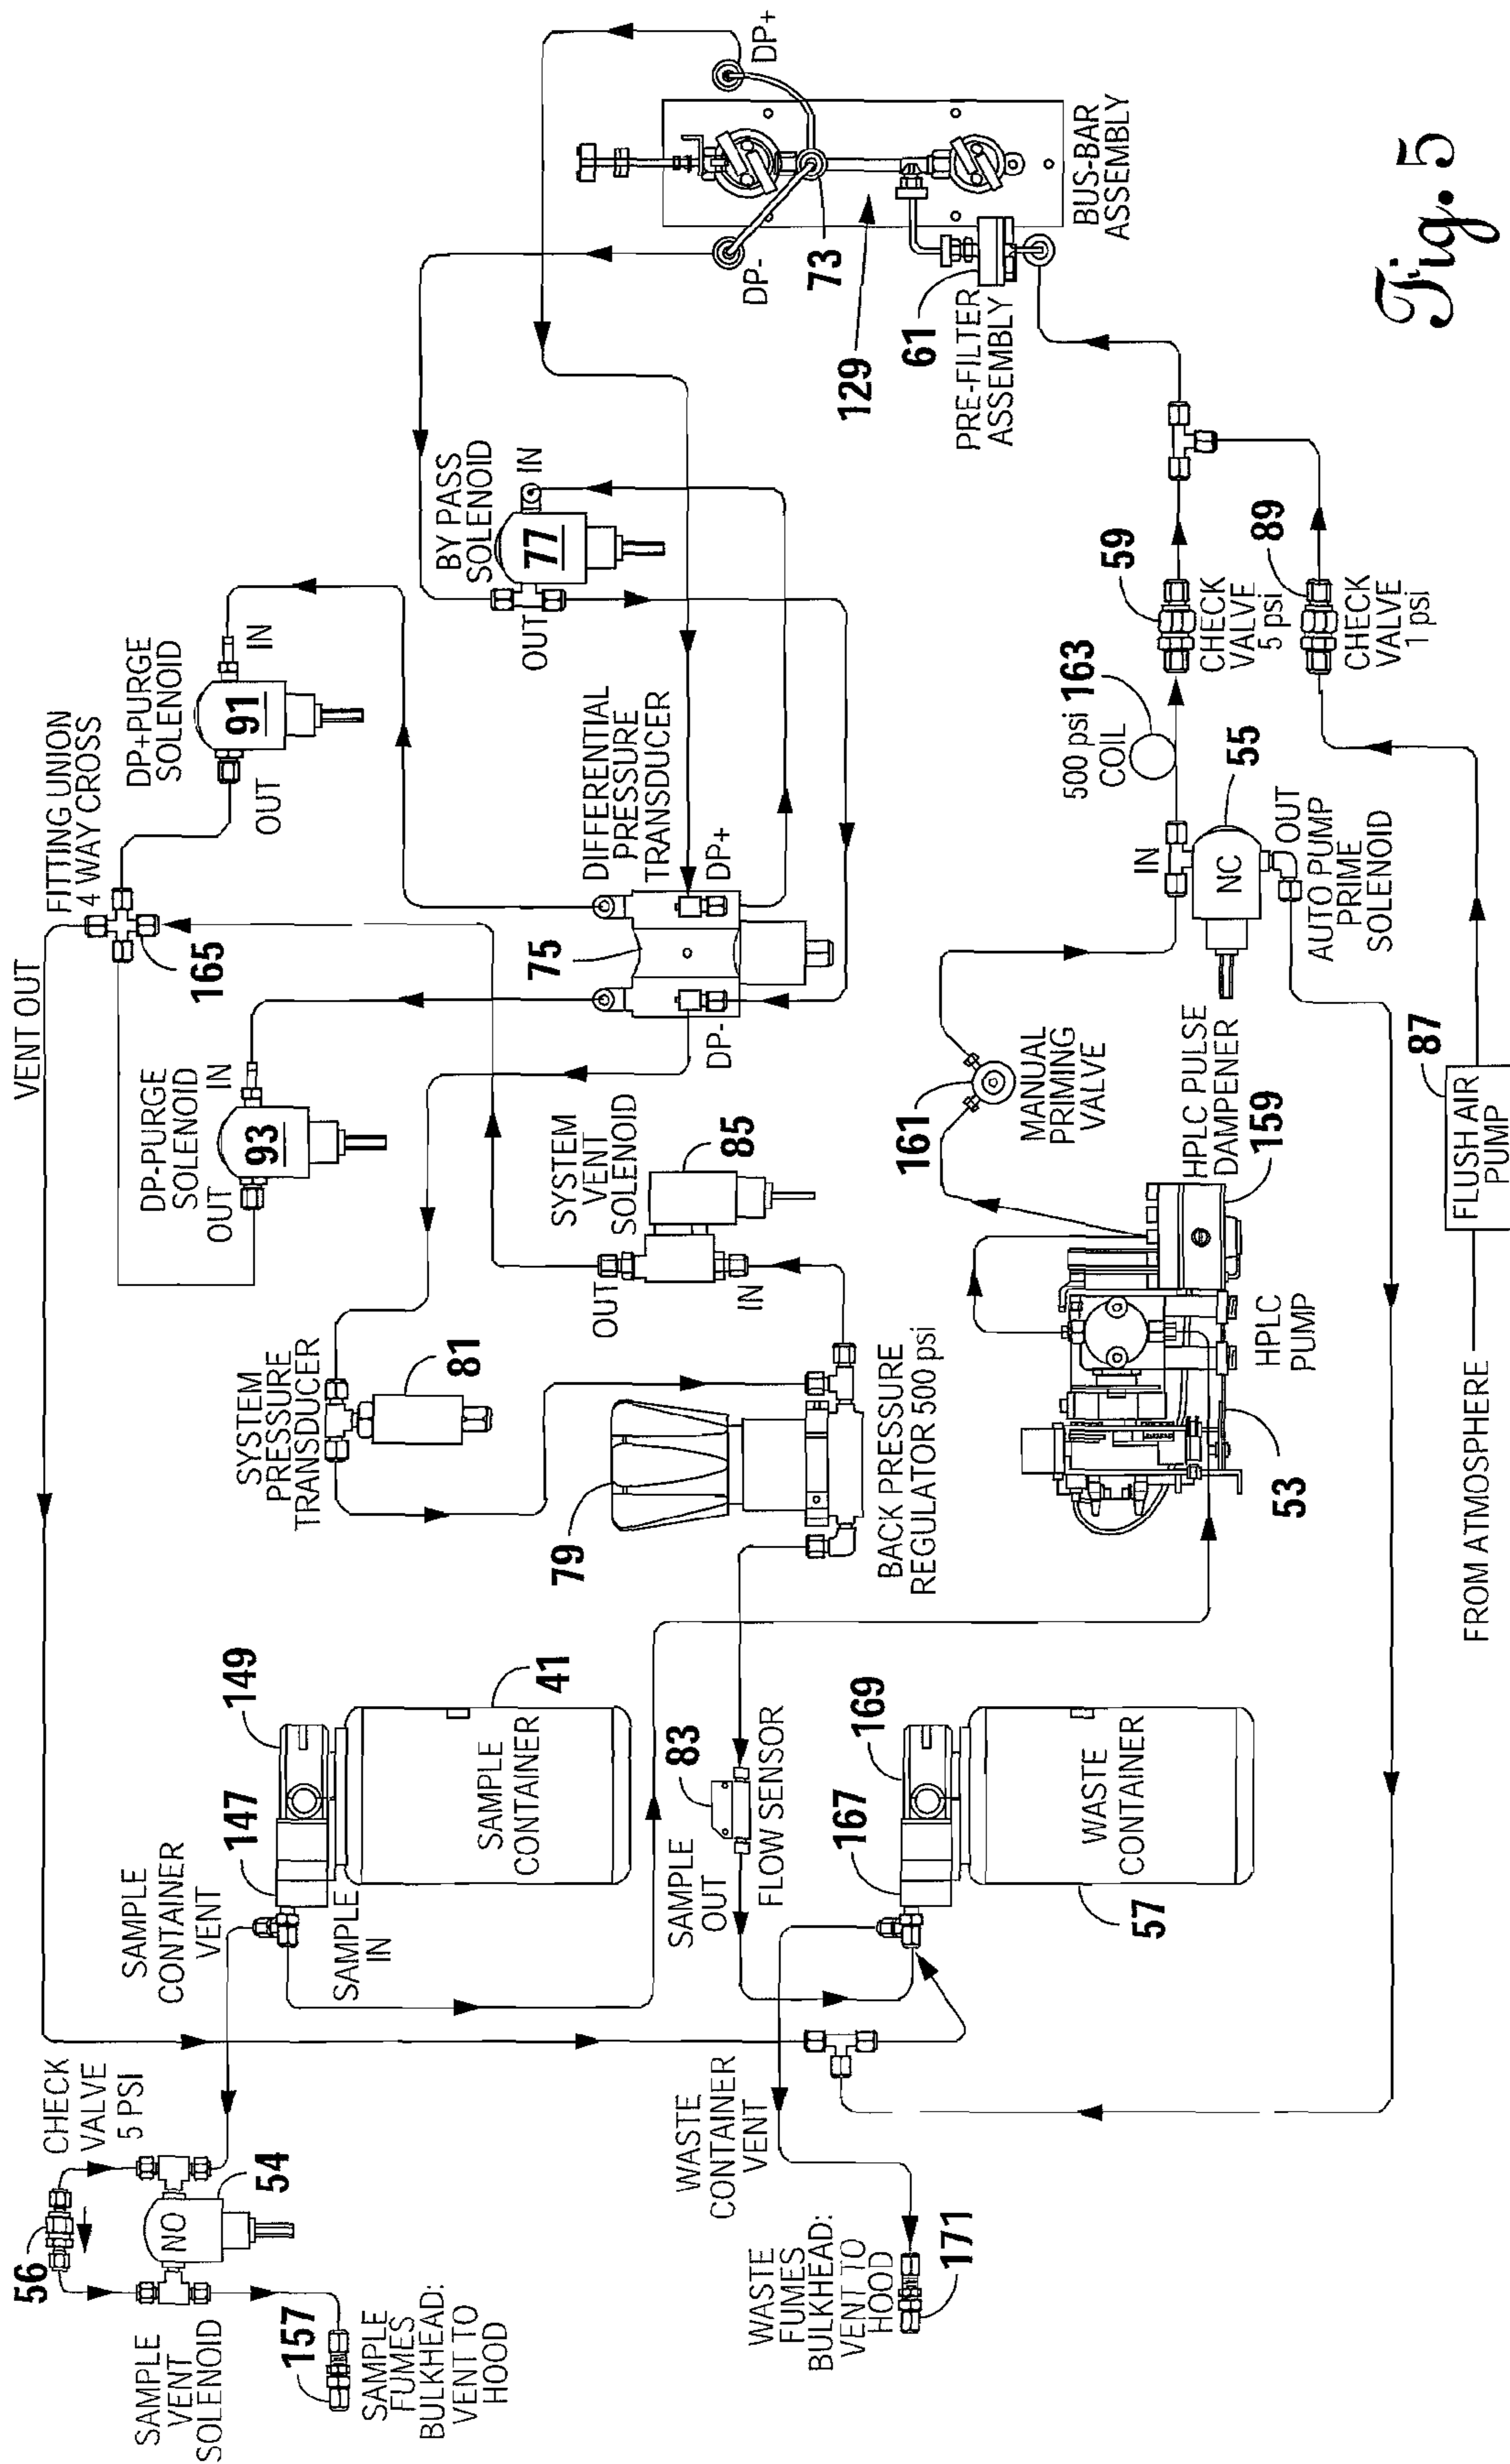 VENT OUT
56
CHECK
VALVE
5 PSI
NO
54
SAMPLE
VENT
SOLENOID
157
SAMPLE
FUMES
BULKHEAD:
VENT TO
HOOD
SAMPLE
CONTAINER
VENT
147
149
SAMPLE
IN
SAMPLE
CONTAINER
41
SYSTEM
PRESSURE
TRANSDUCER
81
DP-PURGE
SOLENOID
OUT
IN
93
165
FITTING UNION
4 WAY CROSS
DP+PURGE
SOLENOID
OUT
IN
91
BY PASS
SOLENOID
OUT
IN
77
DP+
DP-
73
129
BUS-BAR
ASSEMBLY
61
PRE-FILTER
ASSEMBLY
DIFFERENTIAL
PRESSURE
TRANSDUCER
75
DP-
DP+
SYSTEM
VENT
SOLENOID
OUT
IN
85
79
BACK PRESSURE
REGULATOR 500 psi
SAMPLE
OUT
83
FLOW SENSOR
167
169
WASTE
CONTAINER
57
WASTE
CONTAINER
VENT
WASTE
FUMES
BULKHEAD:
VENT TO
HOOD
171
161
MANUAL
PRIMING
VALVE
HPLC PULSE
DAMPENER
159
HPLC
PUMP
53
IN
NC
55
OUT
AUTO PUMP
PRIME
SOLENOID
500 psi
COIL
163
59
CHECK
VALVE
5 psi
89
CHECK
VALVE
1 psi
87
FLUSH AIR
PUMP
FROM ATMOSPHERE
Fig. 5